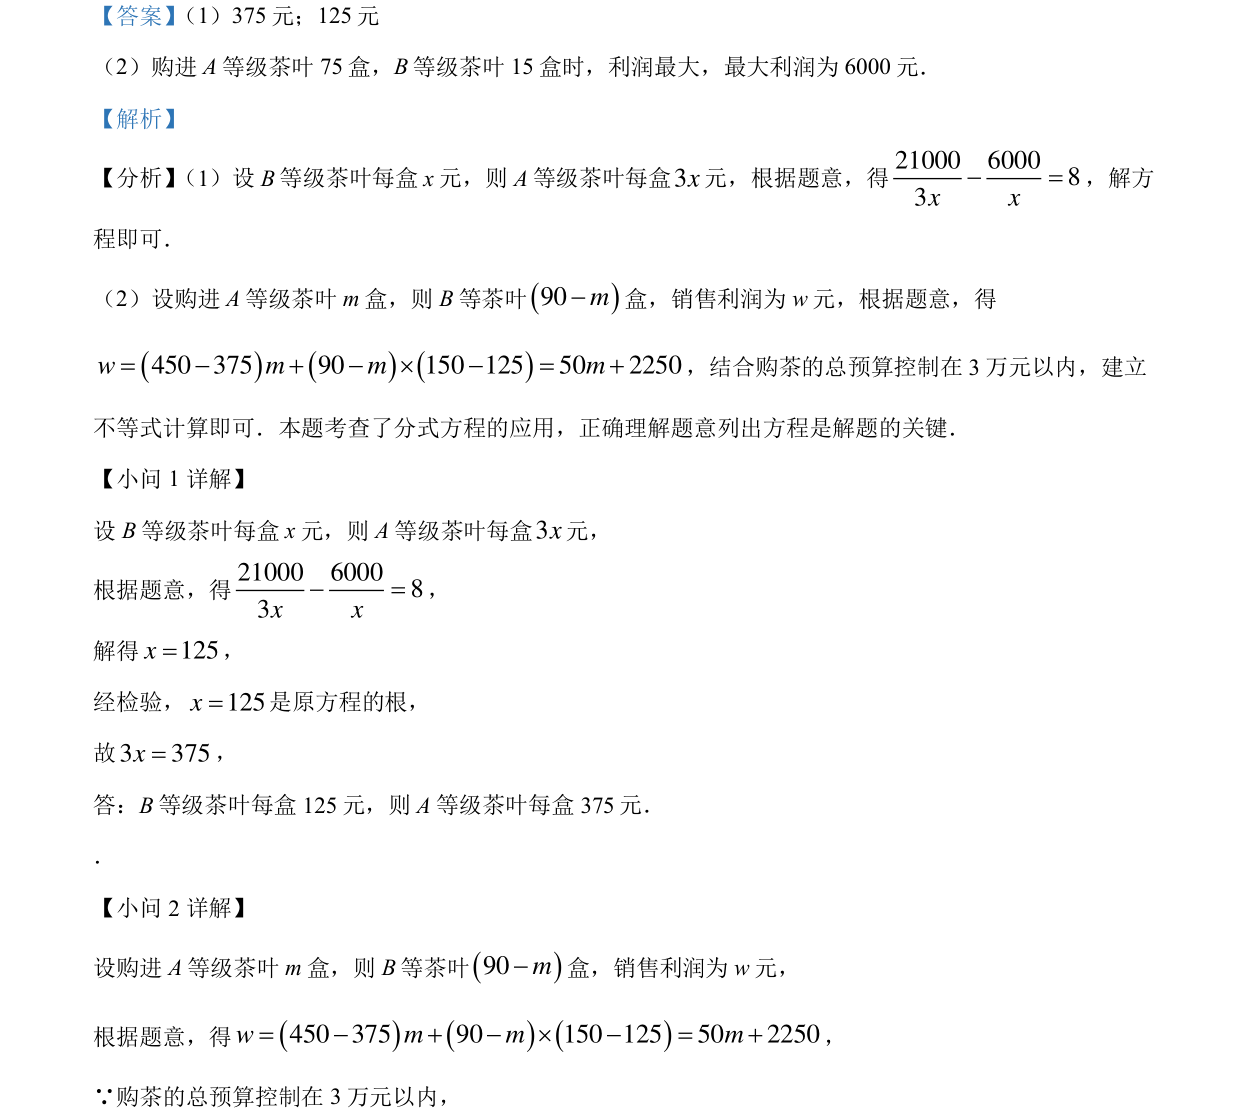 【答案】（1）375 元；125 元
（2）购进 A 等级茶叶 75 盒，B 等级茶叶 15 盒时，利润最大，最大利润为 6000 元．
【解析】
【分析】（1）设 B 等级茶叶每盒 x 元，则 A 等级茶叶每盒 3x 元，根据题意，得 21000/3x − 6000/x = 8，解方
程即可．
（2）设购进 A 等级茶叶 m 盒，则 B 等茶叶 (90−m) 盒，销售利润为 w 元，根据题意，得
w=(450−375)m+(90−m)×(150−125)=50m+2250，结合购茶的总预算控制在 3 万元以内，建立
不等式计算即可．本题考查了分式方程的应用，正确理解题意列出方程是解题的关键．
【小问 1 详解】
设 B 等级茶叶每盒 x 元，则 A 等级茶叶每盒 3x 元，
根据题意，得 21000/3x − 6000/x = 8，
解得 x=125，
经检验， x=125 是原方程的根，
故 3x=375，
答：B 等级茶叶每盒 125 元，则 A 等级茶叶每盒 375 元．
．
【小问 2 详解】
设购进 A 等级茶叶 m 盒，则 B 等茶叶 (90−m) 盒，销售利润为 w 元，
根据题意，得 w=(450−375)m+(90−m)×(150−125)=50m+2250，
∵购茶的总预算控制在 3 万元以内，